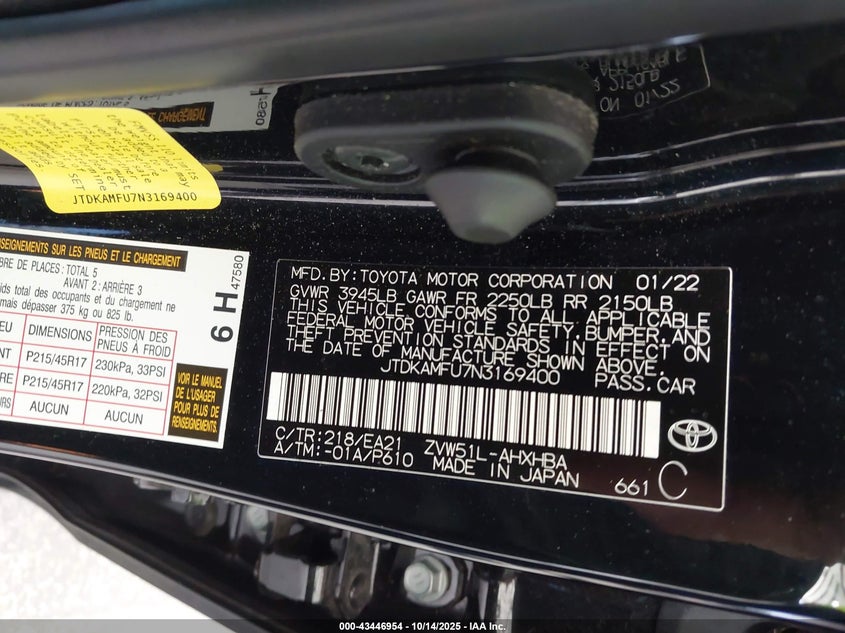 JTDKAMFU7N3169400
RENSEIGNEMENTS SUR LES PNEUS ET LE CHARGEMENT
BRE DE PLACES: TOTAL 5
AVANT 2: ARRIÈRE 3
ids total des occupants et du chargement ne
mais dépasser 375 kg ou 825 lb.
EU DIMENSIONS PRESSION DES PNEUS À FROID
NT P215/45R17 230kPa, 33PSI
RE P215/45R17 220kPa, 32PSI
URS AUCUN AUCUN
VOIR LE MANUEL
DE L'USAGER
POUR PLUS DE
6 H 47580
MFD.BY:TOYOTA MOTOR CORPORATION 01/22
GVWR 3945LB GAWR FR 2250LB RR 2150LB
THIS VEHICLE CONFORMS TO ALL APPLICABLE
FEDERAL MOTOR VEHICLE SAFETY, BUMPER, AND
THEFT PREVENTION STANDARDS IN EFFECT ON
THE DATE OF MANUFACTURE SHOWN ABOVE.
JTDKAMFU7N3169400 PASS.CAR
C/TR:218/EA21 ZVW51L-AHXHBA
A/TM:-01A/P610 MADE IN JAPAN
661 C
000-43446954 - 10/14/2025 - IAA Inc.